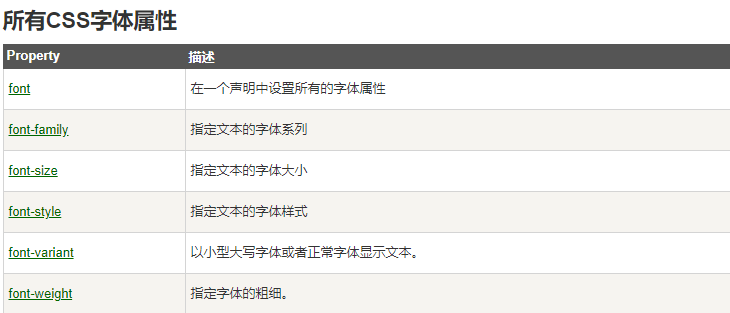 所有CSS字体属性
Property 描述
font 在一个声明中设置所有的字体属性
font-family 指定文本的字体系列
font-size 指定文本的字体大小
font-style 指定文本的字体样式
font-variant 以小型大写字体或者正常字体显示文本。
font-weight 指定字体的粗细。